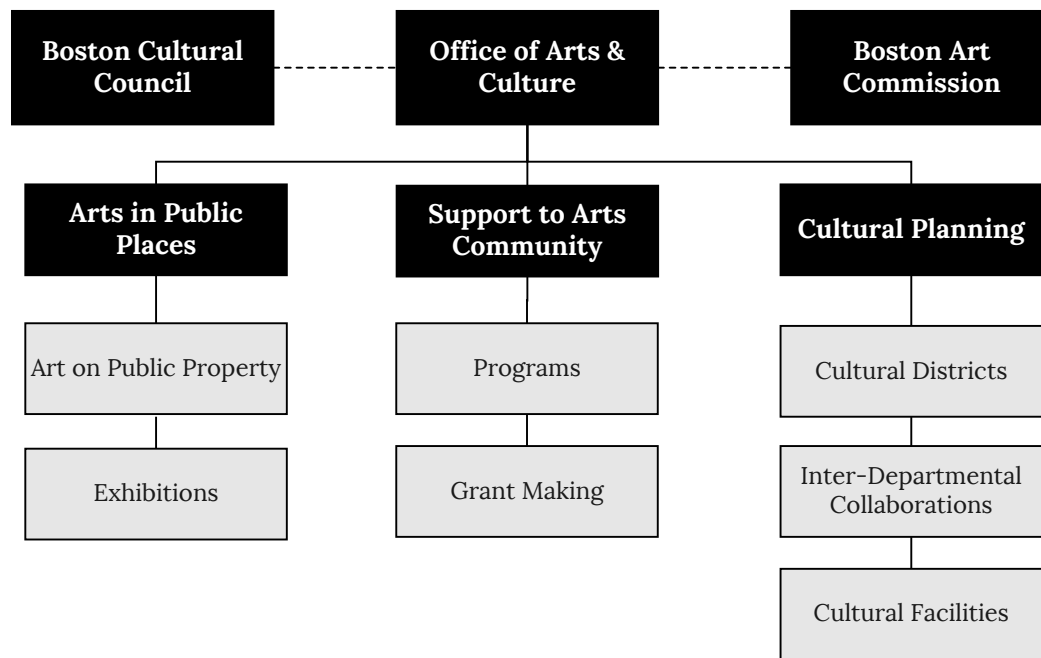 Boston Cultural
Council
Office of Arts &
Culture
Boston Art
Commission
Arts in Public
Places
Support to Arts
Community
Cultural Planning
Art on Public Property
Programs
Cultural Districts
Exhibitions
Grant Making
Inter-Departmental
Collaborations
Cultural Facilities